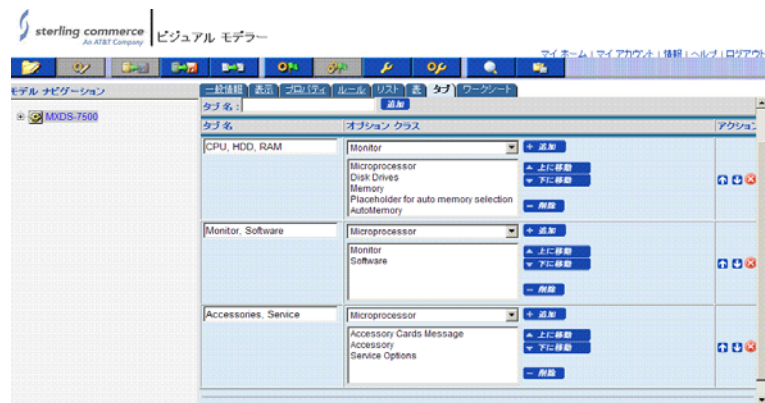 sterling commerce
An AT&T Company
ビジュアル モデラー
マイ ホーム | マイ アカウント | 情報 | ヘルプ | ログアウト
モデル ナビゲーション
一般情報 表示 プロパティ ルール リスト 表 タブ ワークシート
MXDS-7500
タブ名: 追加
タブ名 オプション クラス アクション
CPU, HDD, RAM Monitor + 追加
Microprocessor
Disk Drives
Memory
Placeholder for auto memory selection
AutoMemory
上に移動
下に移動
削除
Monitor, Software Microprocessor + 追加
Monitor
Software
上に移動
下に移動
削除
Accessories, Service Microprocessor + 追加
Accessory Cards Message
Accessory
Service Options
上に移動
下に移動
削除